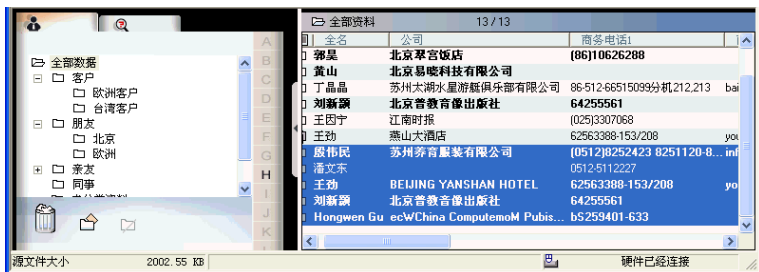 全部资料 13/13
全名 公司 商务电话1
全部数据
客户
欧洲客户
台湾客户
朋友
北京
欧洲
亲友
同事
A
B
C
D
E
F
G
H
I
J
K
郭昊 北京翠宫饭店 (86)10626288
黄山 北京易晓科技有限公司
丁晶晶 苏州太湖水星游艇俱乐部有限公司 86-512-66515099分机212,213 bai
刘新颖 北京普教音像出版社 64255561
王因宁 江南时报 (025)3307068
王劲 燕山大酒店 62563388-153/208 you
殷伟民 苏州养育服装有限公司 (0512)8252423 8251120-8... inf
潘文东 0512-5112227
王劲 BEIJING YANSHAN HOTEL 62563388-153/208 yo
刘新颖 北京普教音像出版社 64255561
Hongwen Gu ecWChina ComputemoM Pubis... bS259401-633
源文件大小 2002.55 KB 硬件已经连接